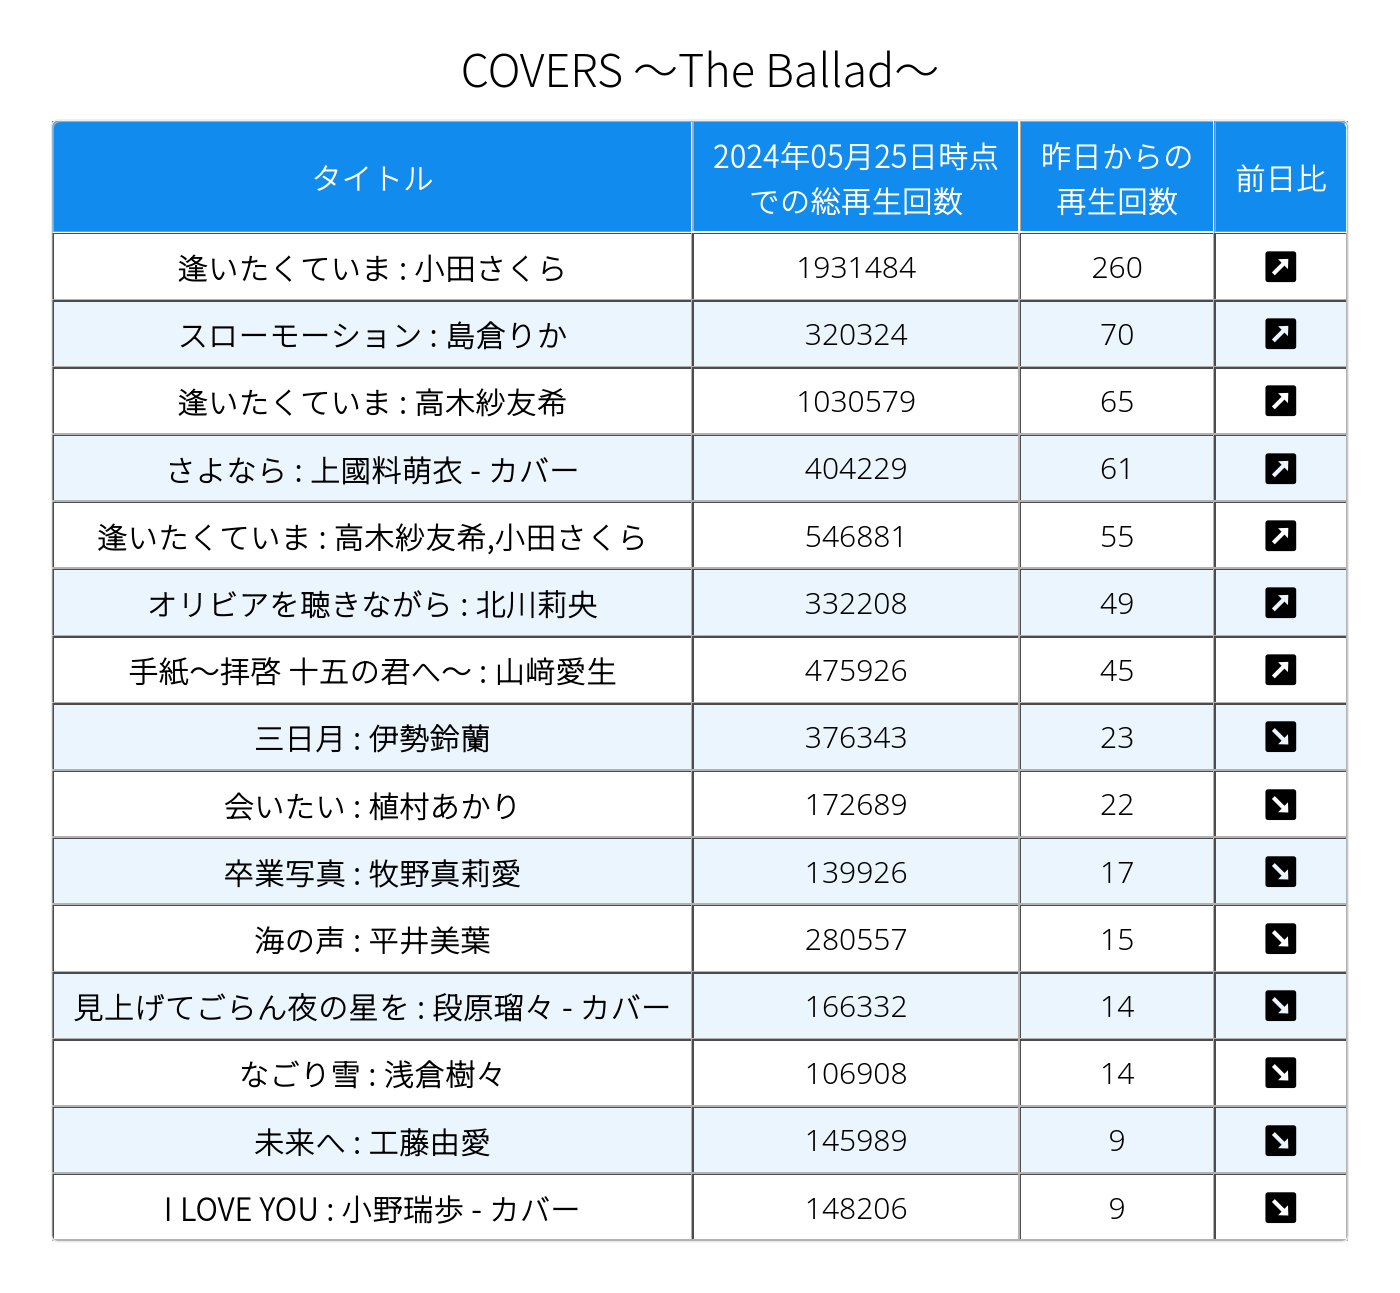 COVERS ～The Ballad～
タイトル
2024年05月25日時点
での総再生回数
昨日からの
再生回数
前日比
逢いたくていま : 小田さくら 1931484 260 ↗
スローモーション : 島倉りか 320324 70 ↗
逢いたくていま : 高木紗友希 1030579 65 ↗
さよなら : 上國料萌衣 - カバー 404229 61 ↗
逢いたくていま : 高木紗友希,小田さくら 546881 55 ↗
オリビアを聴きながら : 北川莉央 332208 49 ↗
手紙～拝啓 十五の君へ～ : 山﨑愛生 475926 45 ↗
三日月 : 伊勢鈴蘭 376343 23 ↘
会いたい : 植村あかり 172689 22 ↘
卒業写真 : 牧野真莉愛 139926 17 ↘
海の声 : 平井美葉 280557 15 ↘
見上げてごらん夜の星を : 段原瑠々 - カバー 166332 14 ↘
なごり雪 : 浅倉樹々 106908 14 ↘
未来へ : 工藤由愛 145989 9 ↘
I LOVE YOU : 小野瑞歩 - カバー 148206 9 ↘